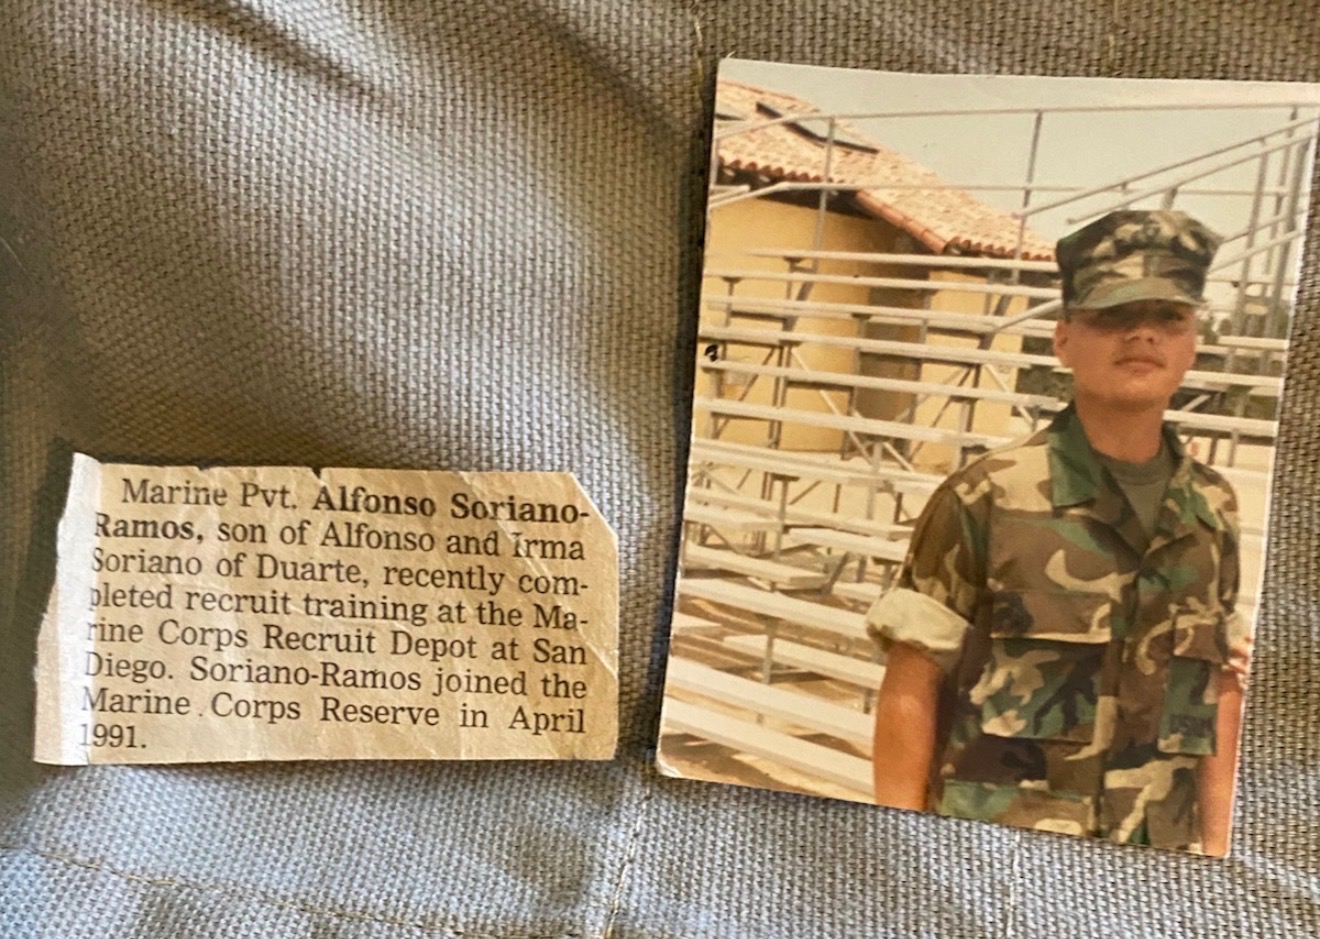 Marine Pvt. Alfonso Soriano-
Ramos, son of Alfonso and Irma
Soriano of Duarte, recently com-
pleted recruit training at the Ma-
rine Corps Recruit Depot at San
Diego. Soriano-Ramos joined the
Marine Corps Reserve in April
1991.